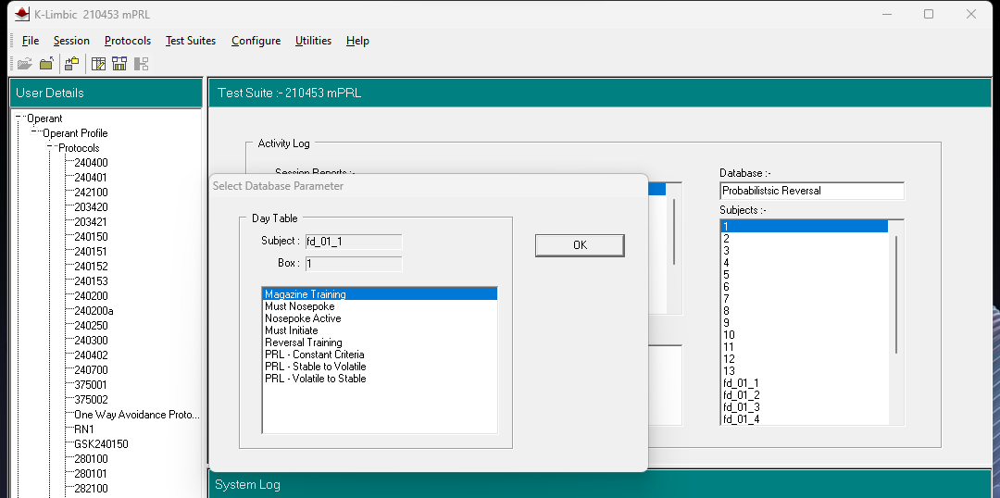 K-Limbic 210453 mPRL
File Session Protocols Test Suites Configure Utilities Help
User Details
Operant
Operant Profile
Protocols
240400
240401
242100
203420
203421
240150
240151
240152
240153
240200
240200a
240250
240300
240402
240700
375001
375002
One Way Avoidance Proto...
RN1
GSK240150
280100
280101
282100
Test Suite :- 210453 mPRL
Activity Log
Session Reports :-
Select Database Parameter
Day Table
Subject : fd_01_1
Box : 1
Magazine Training
Must Nosepoke
Nosepoke Active
Must Initiate
Reversal Training
PRL - Constant Criteria
PRL - Stable to Volatile
PRL - Volatile to Stable
OK
Database :-
Probabilistsic Reversal
Subjects :-
1
2
3
4
5
6
7
8
9
10
11
12
13
fd_01_1
fd_01_2
fd_01_3
fd_01_4
System Log